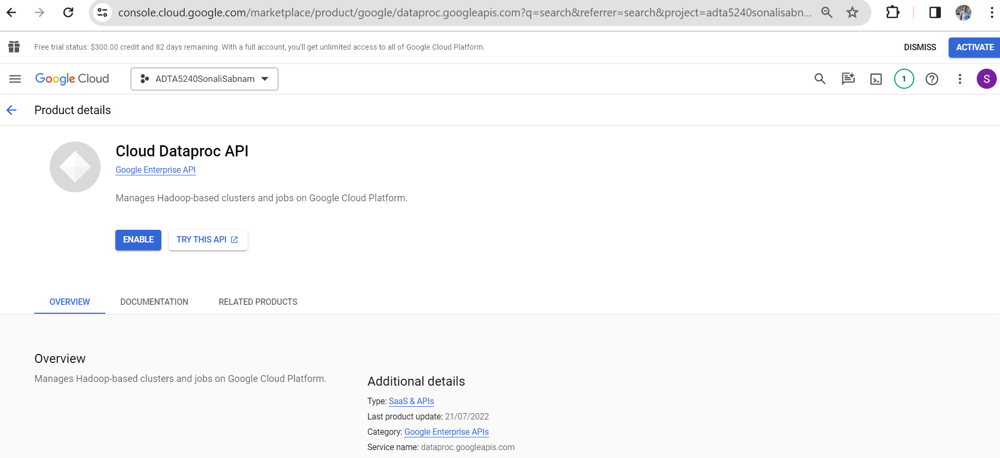 console.cloud.google.com/marketplace/product/google/dataproc.googleapis.com?q=search&referrer=search&project=adta5240sonalisabn...
Free trial status: $300.00 credit and 82 days remaining. With a full account, you'll get unlimited access to all of Google Cloud Platform.
DISMISS
ACTIVATE
Google Cloud
ADTA5240SonaliSabnam
1
S
Product details
Cloud Dataproc API
Google Enterprise API
Manages Hadoop-based clusters and jobs on Google Cloud Platform.
ENABLE
TRY THIS API
OVERVIEW
DOCUMENTATION
RELATED PRODUCTS
Overview
Manages Hadoop-based clusters and jobs on Google Cloud Platform.
Additional details
Type: SaaS & APIs
Last product update: 21/07/2022
Category: Google Enterprise APIs
Service name: dataproc.googleapis.com